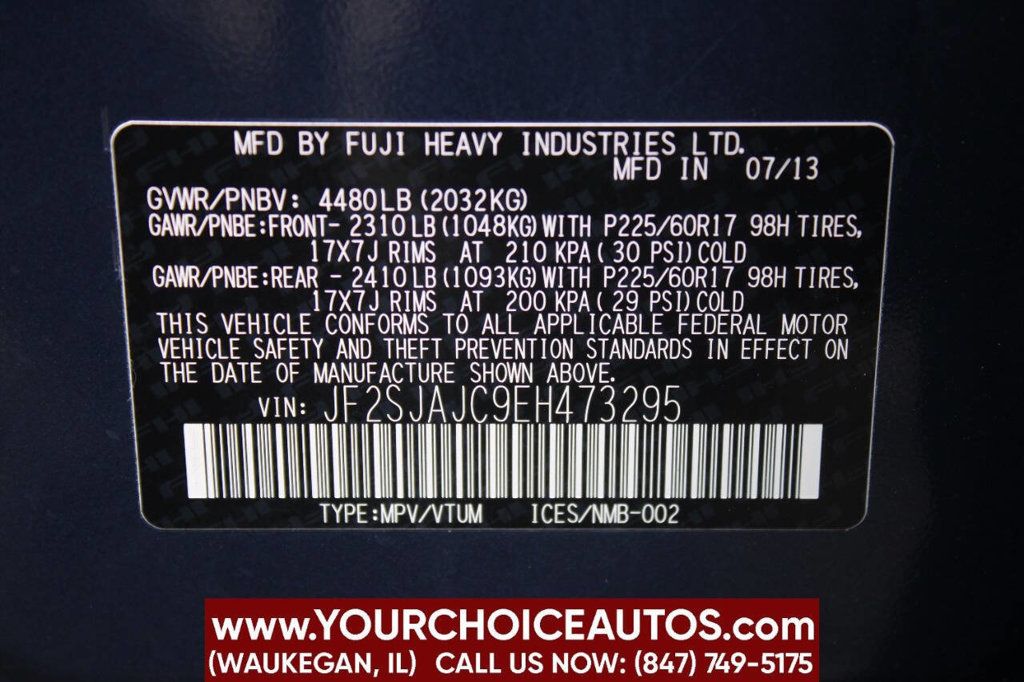 MFD BY FUJI HEAVY INDUSTRIES LTD.
MFD IN 07/13
GVWR/PNBV: 4480LB(2032KG)
GAWR/PNBE:FRONT- 2310LB(1048KG)WITH P225/60R17 98H TIRES,
17X7J RIMS AT 210 KPA( 30 PSI)COLD
GAWR/PNBE:REAR - 2410LB(1093KG)WITH P225/60R17 98H TIRES,
17X7J RIMS AT 200 KPA( 29 PSI)COLD
THIS VEHICLE CONFORMS TO ALL APPLICABLE FEDERAL MOTOR
VEHICLE SAFETY AND THEFT PREVENTION STANDARDS IN EFFECT ON
THE DATE OF MANUFACTURE SHOWN ABOVE.
VIN: JF2SJAJC9EH473295
TYPE:MPV/VTUM ICES/NMB-002
www.YOURCHOICEAUTOS.com
(WAUKEGAN, IL) CALL US NOW: (847) 749-5175